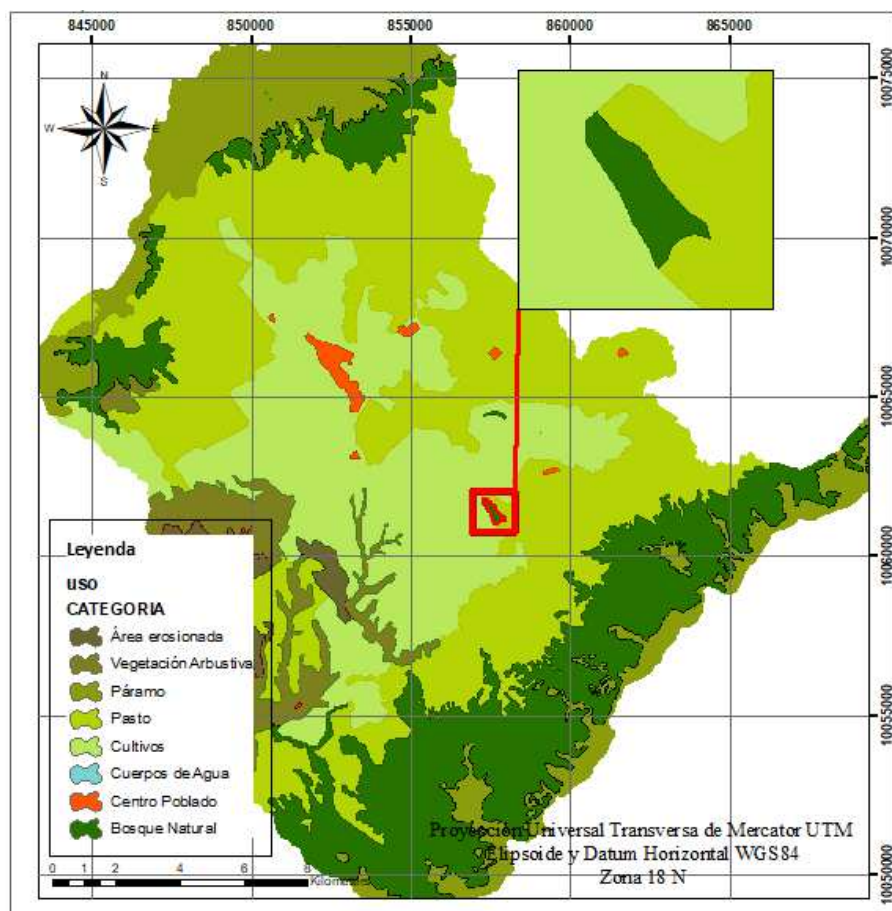 845000 850000 855000 860000 865000
10075000
10070000
10065000
10060000
10055000
10050000
N
W E
S
Leyenda
uso
CATEGORIA
Área erosionada
Vegetación Arbustiva
Páramo
Pasto
Cultivos
Cuerpos de Agua
Centro Poblado
Bosque Natural
0 1 2 4 6 8
Proyección Universal Transversa de Mercator UTM
Elipsoide y Datum Horizontal WGS84
Zona 18 N